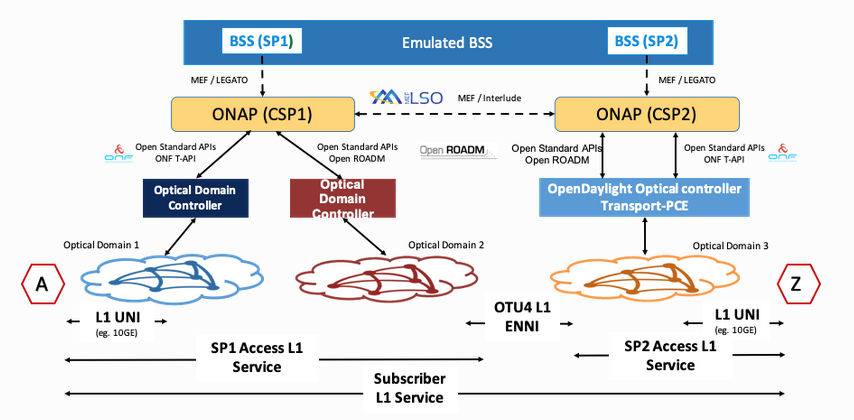 BSS (SP1)
Emulated BSS
BSS (SP2)
MEF / LEGATO
MEF / LEGATO
ONAP (CSP1)
MEF LSO
MEF / Interlude
ONAP (CSP2)
ONF
Open Standard APIs
ONF T-API
Open Standard APIs
Open ROADM
Open ROADM
Open Standard APIs
Open ROADM
Open Standard APIs
ONF T-API
ONF
Optical Domain
Controller
Optical
Domain
Controller
OpenDaylight Optical controller
Transport-PCE
Optical Domain 1
Optical Domain 2
Optical Domain 3
A
Z
L1 UNI
(eg. 10GE)
OTU4 L1
ENNI
L1 UNI
(eg. 10GE)
SP1 Access L1
Service
SP2 Access L1
Service
Subscriber
L1 Service